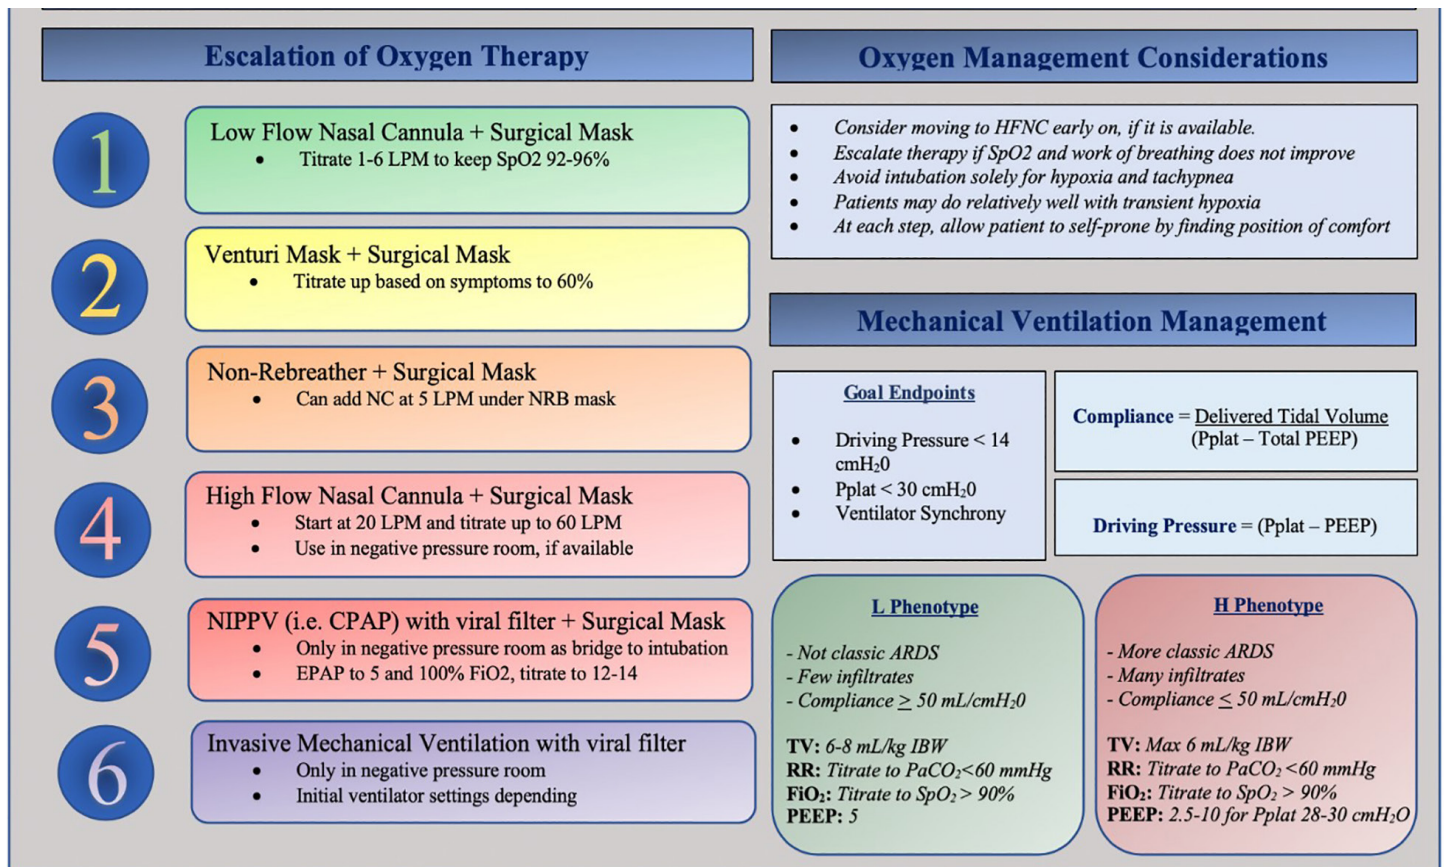 Escalation of Oxygen Therapy
1
Low Flow Nasal Cannula + Surgical Mask
• Titrate 1-6 LPM to keep SpO2 92-96%
2
Venturi Mask + Surgical Mask
• Titrate up based on symptoms to 60%
3
Non-Rebreather + Surgical Mask
• Can add NC at 5 LPM under NRB mask
4
High Flow Nasal Cannula + Surgical Mask
• Start at 20 LPM and titrate up to 60 LPM
• Use in negative pressure room, if available
5
NIPPV (i.e. CPAP) with viral filter + Surgical Mask
• Only in negative pressure room as bridge to intubation
• EPAP to 5 and 100% FiO2, titrate to 12-14
6
Invasive Mechanical Ventilation with viral filter
• Only in negative pressure room
• Initial ventilator settings depending
Oxygen Management Considerations
• Consider moving to HFNC early on, if it is available.
• Escalate therapy if SpO2 and work of breathing does not improve
• Avoid intubation solely for hypoxia and tachypnea
• Patients may do relatively well with transient hypoxia
• At each step, allow patient to self-prone by finding position of comfort
Mechanical Ventilation Management
Goal Endpoints
• Driving Pressure < 14
cmH₂0
• Pplat < 30 cmH₂0
• Ventilator Synchrony
Compliance = Delivered Tidal Volume
(Pplat – Total PEEP)
Driving Pressure = (Pplat – PEEP)
L Phenotype
- Not classic ARDS
- Few infiltrates
- Compliance ≥ 50 mL/cmH₂0
TV: 6-8 mL/kg IBW
RR: Titrate to PaCO₂<60 mmHg
FiO₂: Titrate to SpO₂ > 90%
PEEP: 5
H Phenotype
- More classic ARDS
- Many infiltrates
- Compliance ≤ 50 mL/cmH₂0
TV: Max 6 mL/kg IBW
RR: Titrate to PaCO₂<60 mmHg
FiO₂: Titrate to SpO₂ > 90%
PEEP: 2.5-10 for Pplat 28-30 cmH₂O